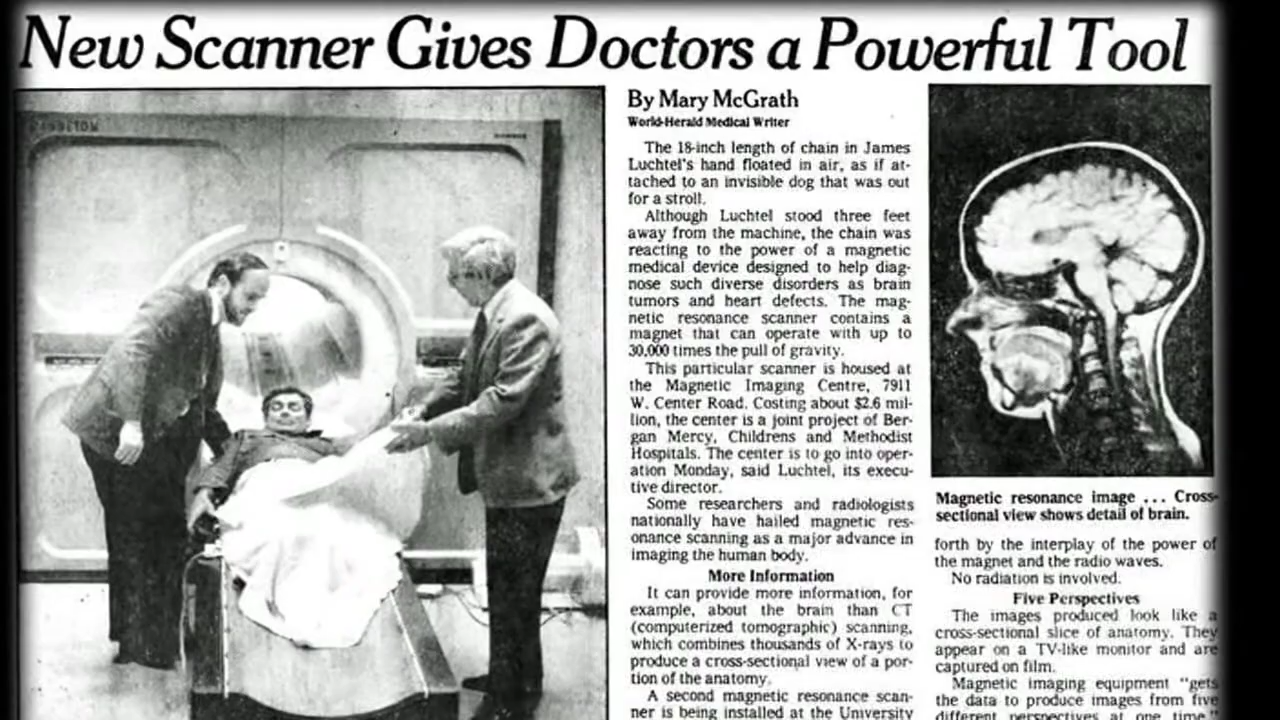 New Scanner Gives Doctors a Powerful Tool
By Mary McGrath
World-Herald Medical Writer
The 18-inch length of chain in James
Luchtel's hand floated in air, as if at-
tached to an invisible dog that was out
for a stroll.
Although Luchtel stood three feet
away from the machine, the chain was
reacting to the power of a magnetic
medical device designed to help diag-
nose such diverse disorders as brain
tumors and heart defects. The mag-
netic resonance scanner contains a
magnet that can operate with up to
30,000 times the pull of gravity.
This particular scanner is housed at
the Magnetic Imaging Centre, 7911
W. Center Road. Costing about $2.6 mil-
lion, the center is a joint project of Ber-
gan Mercy, Childrens and Methodist
Hospitals. The center is to go into oper-
ation Monday, said Luchtel, its execu-
tive director.
Some researchers and radiologists
nationally have hailed magnetic res-
onance scanning as a major advance in
imaging the human body.
More Information
It can provide more information, for
example, about the brain than CT
(computerized tomographic) scanning,
which combines thousands of X-rays to
produce a cross-sectional view of a por-
tion of the anatomy.
A second magnetic resonance scan-
ner is being installed at the University
Magnetic resonance image ... Cross-
sectional view shows detail of brain.
forth by the interplay of the power of
the magnet and the radio waves.
No radiation is involved.
Five Perspectives
The images produced look like a
cross-sectional slice of anatomy. They
appear on a TV-like monitor and are
captured on film.
Magnetic imaging equipment "gets
the data to produce images from five
different perspectives at one time,"